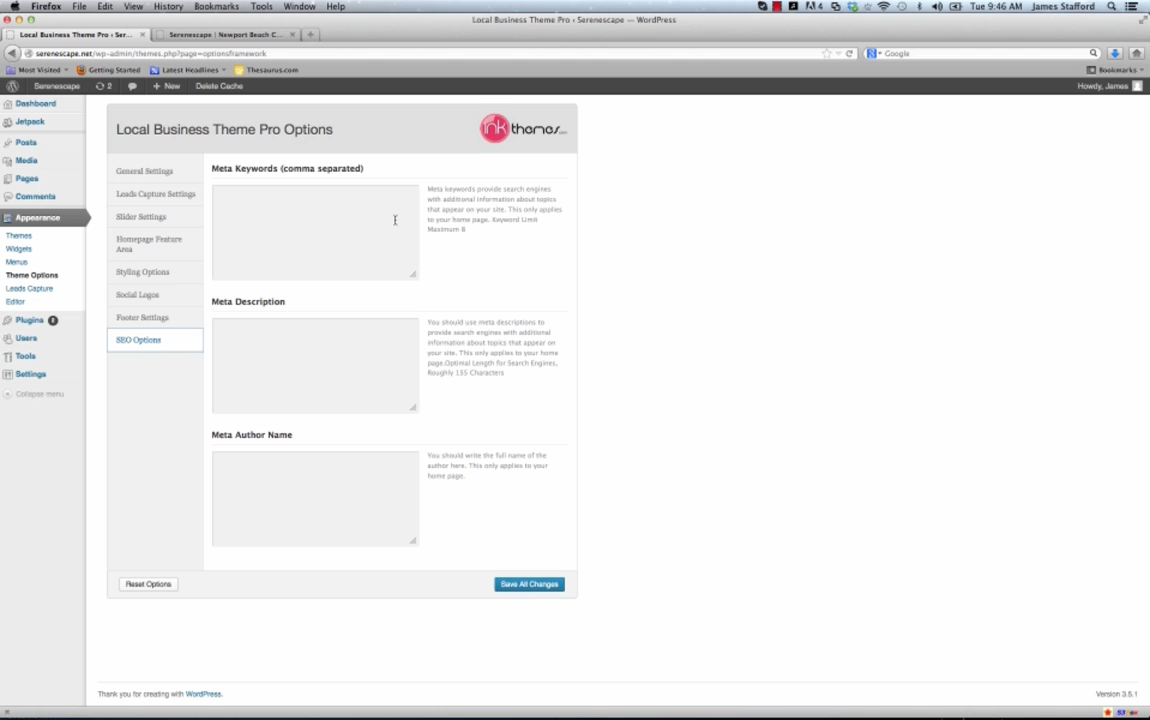 Firefox File Edit View History Bookmarks Tools Window Help
4
Tue 9:46 AM James Stafford
Local Business Theme Pro ‹ Serenescape — WordPress
Local Business Theme Pro ‹ Ser... ×
Serenescape | Newport Beach C... × +
serenescape.net/wp-admin/themes.php?page=optionsframework
Google
Most Visited Getting Started Latest Headlines Thesaurus.com
Bookmarks
Serenescape 2 + New Delete Cache
Howdy, James
Dashboard
Jetpack
Posts
Media
Pages
Comments
Appearance
Themes
Widgets
Menus
Theme Options
Leads Capture
Editor
Plugins
Users
Tools
Settings
Collapse menu
Local Business Theme Pro Options
inkthemes.com
General Settings
Leads Capture Settings
Slider Settings
Homepage Feature
Area
Styling Options
Social Logos
Footer Settings
SEO Options
Meta Keywords (comma separated)
Meta keywords provide search engines
with additional information about topics
that appear on your site. This only applies
to your home page. Keyword Limit
Maximum 8
Meta Description
You should use meta descriptions to
provide search engines with additional
information about topics that appear on
your site. This only applies to your home
page.Optimal Length for Search Engines,
Roughly 155 Characters
Meta Author Name
You should write the full name of the
author here. This only applies to your
home page.
Reset Options
Save All Changes
Thank you for creating with WordPress.
Version 3.5.1